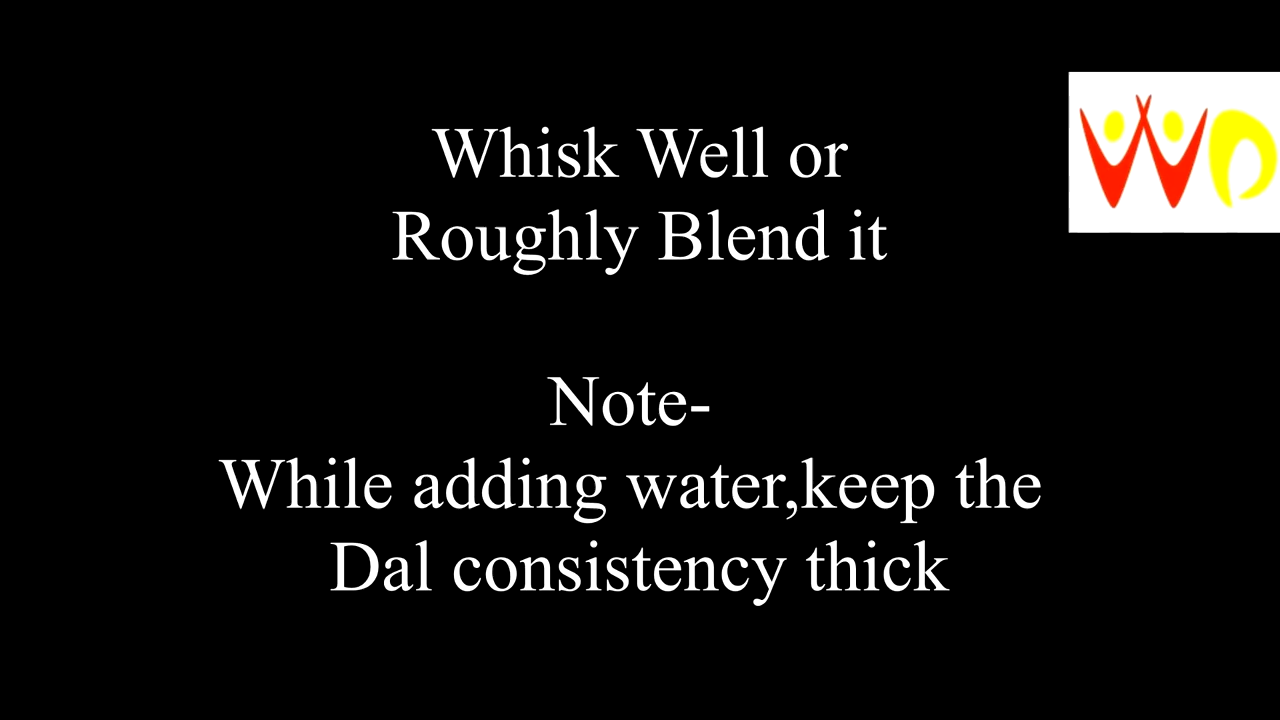 Whisk Well or
Roughly Blend it
Note-
While adding water,keep the
Dal consistency thick